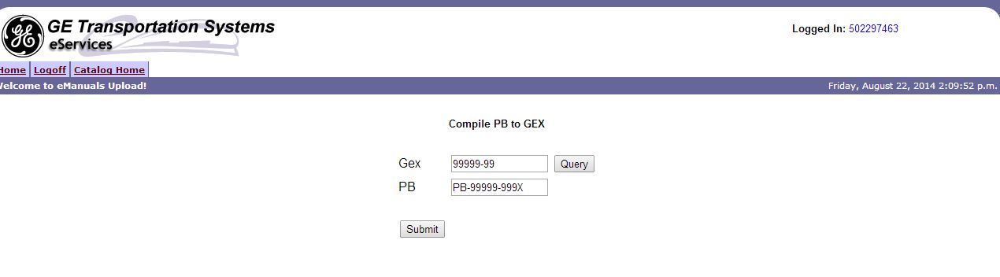 GE Transportation Systems
eServices
Logged In: 502297463
Home Logoff Catalog Home
Welcome to eManuals Upload! Friday, August 22, 2014 2:09:52 p.m.
Compile PB to GEX
Gex 99999-99 Query
PB PB-99999-999X
Submit